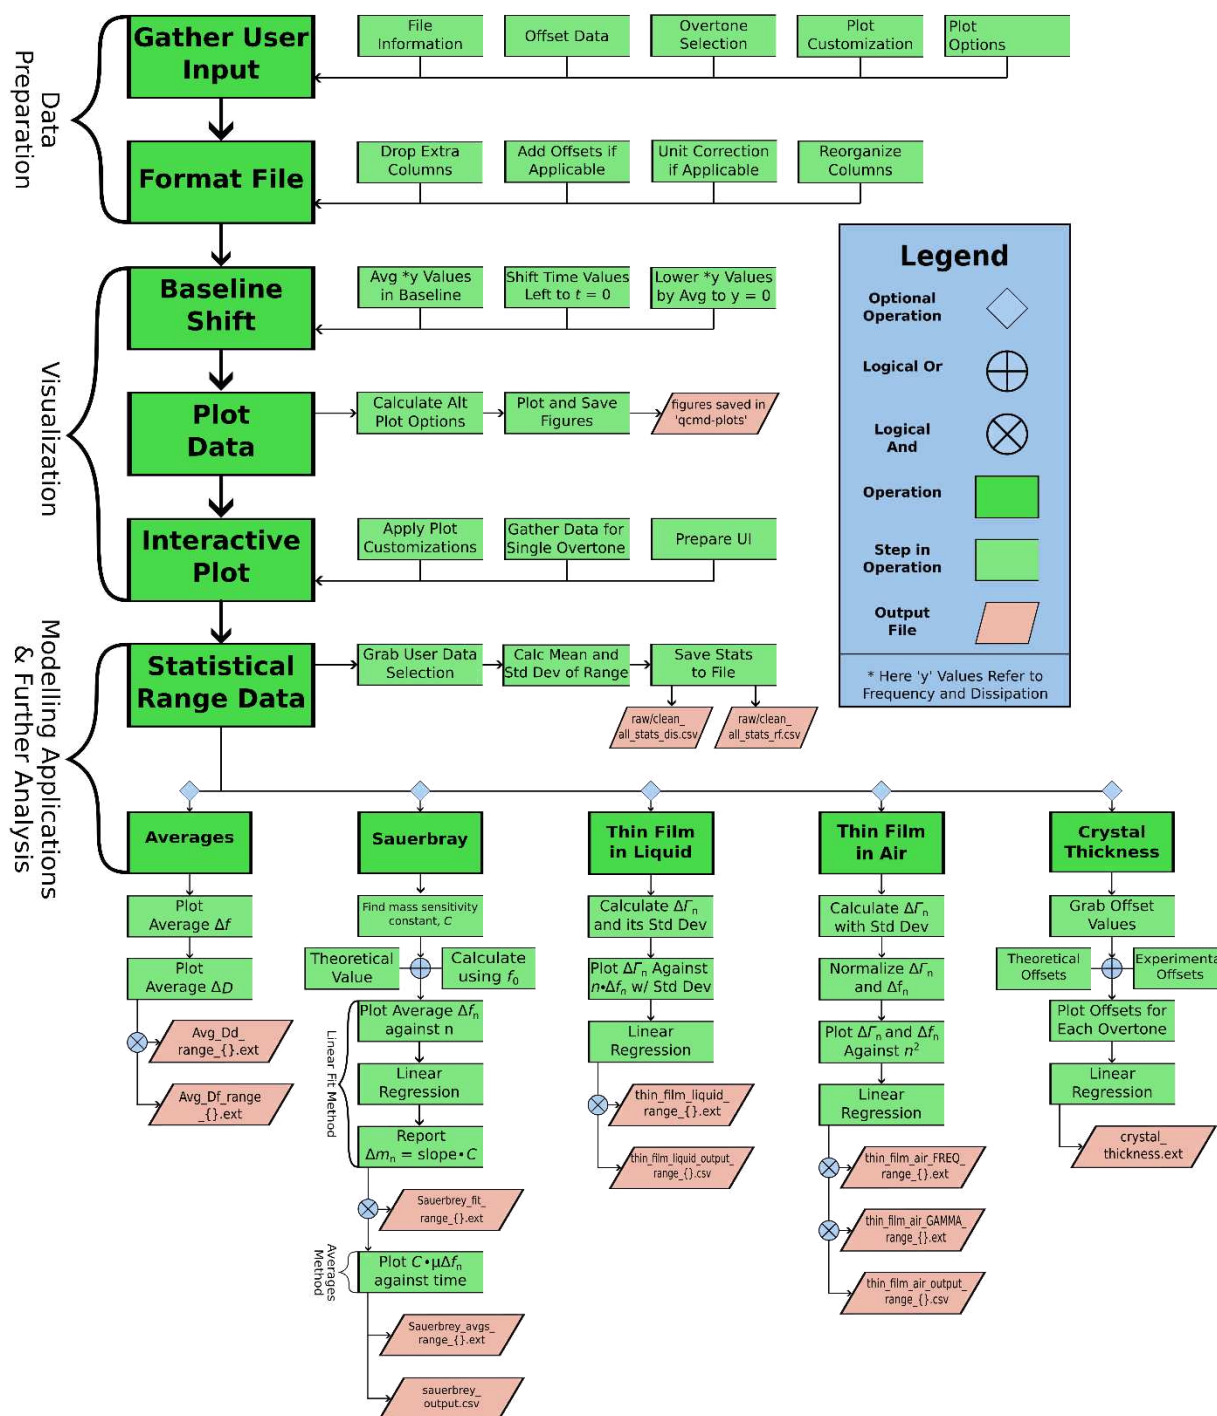 Data
Preparation
Gather User
Input
File
Information
Offset Data
Overtone
Selection
Plot
Customization
Plot
Options
Format File
Drop Extra
Columns
Add Offsets if
Applicable
Unit Correction
if Applicable
Reorganize
Columns
Visualization
Baseline
Shift
Avg *y Values
in Baseline
Shift Time Values
Left to t = 0
Lower *y Values
by Avg to y = 0
Plot
Data
Calculate Alt
Plot Options
Plot and Save
Figures
figures saved in
'qcmd-plots'
Interactive
Plot
Apply Plot
Customizations
Gather Data for
Single Overtone
Prepare UI
Legend
Optional
Operation
Logical Or
Logical
And
Operation
Step in
Operation
Output
File
* Here 'y' Values Refer to
Frequency and Dissipation
Modelling Applications
& Further Analysis
Statistical
Range Data
Grab User Data
Selection
Calc Mean and
Std Dev of Range
Save Stats
to File
raw/clean_
all_stats_dis.csv
raw/clean_
all_stats_rf.csv
Averages
Plot
Average Δf
Plot
Average ΔD
Avg_Dd_
range_{}.ext
Avg_Df_range
_{}.ext
Sauerbray
Find mass sensitivity
constant, C
Theoretical
Value
Calculate
using f₀
Linear Fit Method
Plot Average Δfₙ
against n
Linear
Regression
Report
Δmₙ = slope•C
Sauerbrey_fit_
range_{}.ext
Averages
Method
Plot C•μΔfₙ
against time
Sauerbrey_avgs_
range_{}.ext
sauerbrey_
output.csv
Thin Film
in Liquid
Calculate ΔΓₙ
and its Std Dev
Plot ΔΓₙ Against
n•Δfₙ w/ Std Dev
Linear
Regression
thin_film_liquid_
range_{}.ext
thin_film_liquid_output_
range_{}.csv
Thin Film
in Air
Calculate ΔΓₙ
with Std Dev
Normalize ΔΓₙ
and Δfₙ
Plot ΔΓₙ and Δfₙ
Against n²
Linear
Regression
thin_film_air_FREQ_
range_{}.ext
thin_film_air_GAMMA_
range_{}.ext
thin_film_air_output_
range_{}.csv
Crystal
Thickness
Grab Offset
Values
Theoretical
Offsets
Experimental
Offsets
Plot Offsets for
Each Overtone
Linear
Regression
crystal_
thickness.ext